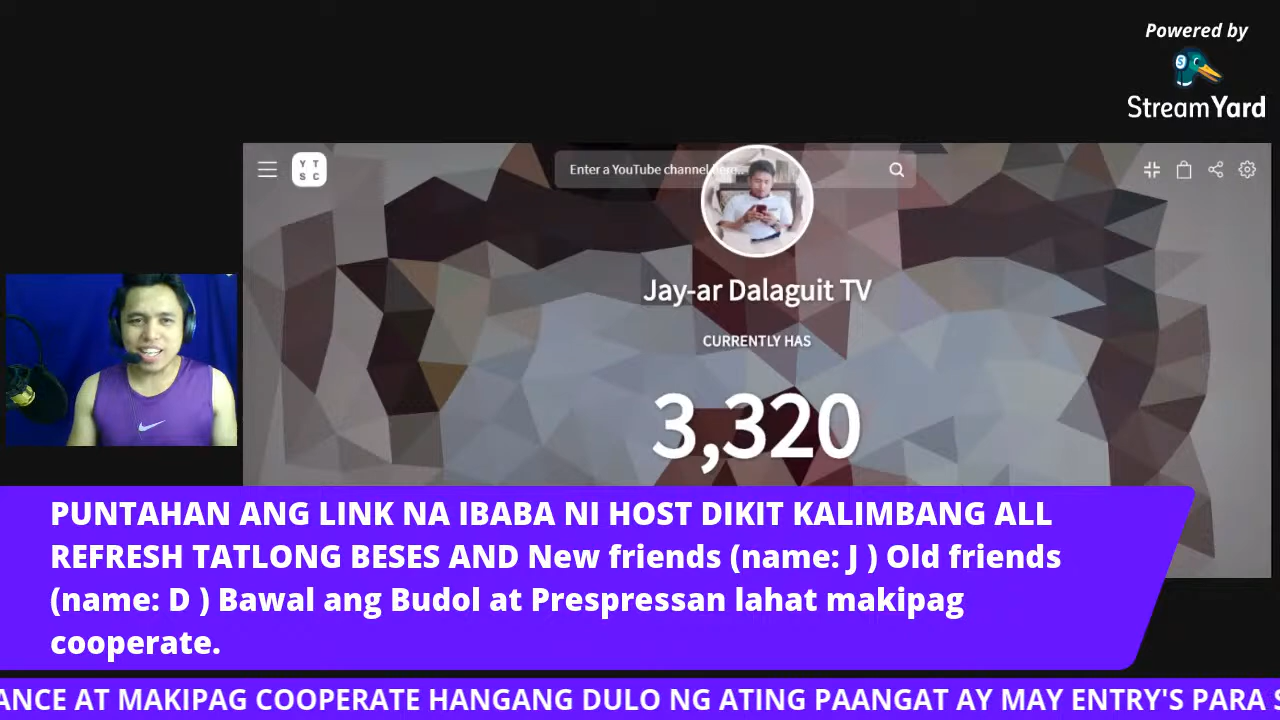 Powered by
StreamYard
Y T
S C
Enter a YouTube channel here...
Jay-ar Dalaguit TV
CURRENTLY HAS
3,320
PUNTAHAN ANG LINK NA IBABA NI HOST DIKIT KALIMBANG ALL
REFRESH TATLONG BESES AND New friends (name: J ) Old friends
(name: D ) Bawal ang Budol at Prespressan lahat makipag
cooperate.
ANCE AT MAKIPAG COOPERATE HANGANG DULO NG ATING PAANGAT AY MAY ENTRY'S PARA S